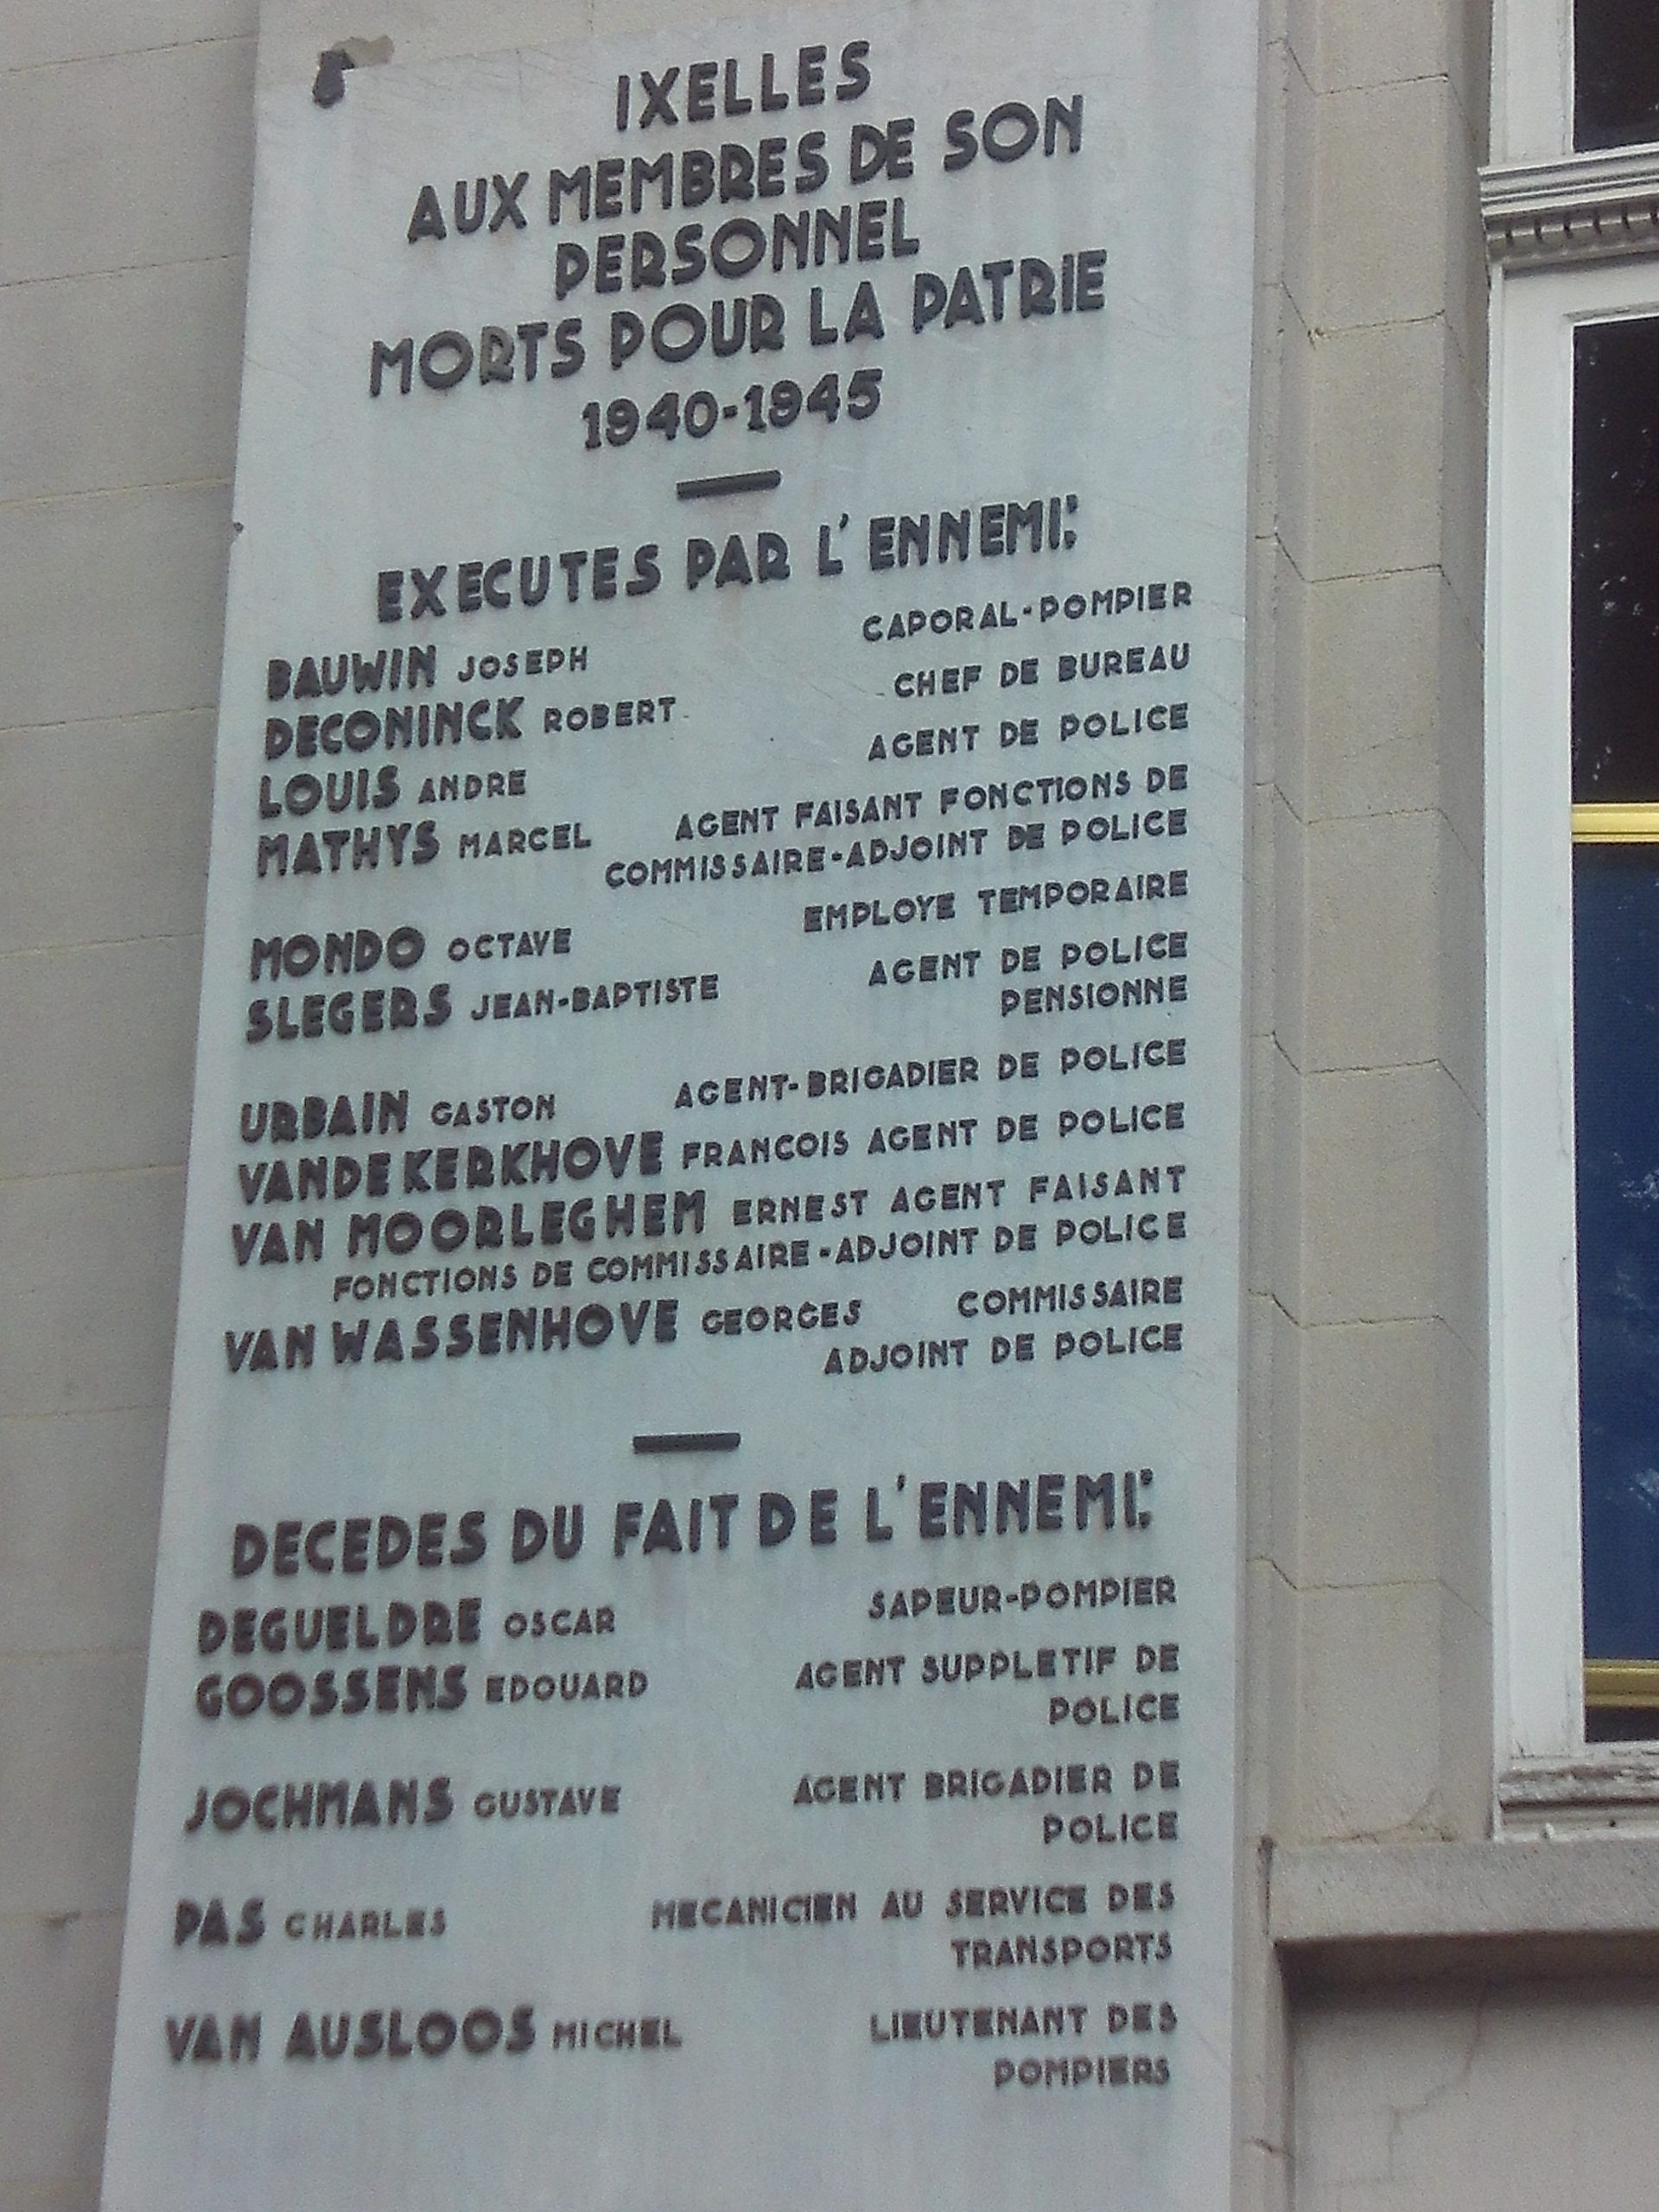 IXELLES
AUX MEMBRES DE SON
PERSONNEL
MORTS POUR LA PATRIE
1940-1945
EXECUTES PAR L'ENNEMI:
BAUWIN JOSEPH CAPORAL-POMPIER
DECONINCK ROBERT CHEF DE BUREAU
LOUIS ANDRE AGENT DE POLICE
MATHYS MARCEL AGENT FAISANT FONCTIONS DE
COMMISSAIRE-ADJOINT DE POLICE
MONDO OCTAVE EMPLOYE TEMPORAIRE
SLEGERS JEAN-BAPTISTE AGENT DE POLICE
PENSIONNE
URBAIN GASTON AGENT-BRIGADIER DE POLICE
VANDEKERKHOVE FRANCOIS AGENT DE POLICE
VAN MOORLEGHEM ERNEST AGENT FAISANT
FONCTIONS DE COMMISSAIRE-ADJOINT DE POLICE
VAN WASSENHOVE GEORGES COMMISSAIRE
ADJOINT DE POLICE
DECEDES DU FAIT DE L'ENNEMI:
DEGUELDRE OSCAR SAPEUR-POMPIER
GOOSSENS EDOUARD AGENT SUPPLETIF DE
POLICE
JOCHMANS GUSTAVE AGENT BRIGADIER DE
POLICE
PAS CHARLES MECANICIEN AU SERVICE DES
TRANSPORTS
VAN AUSLOOS MICHEL LIEUTENANT DES
POMPIERS